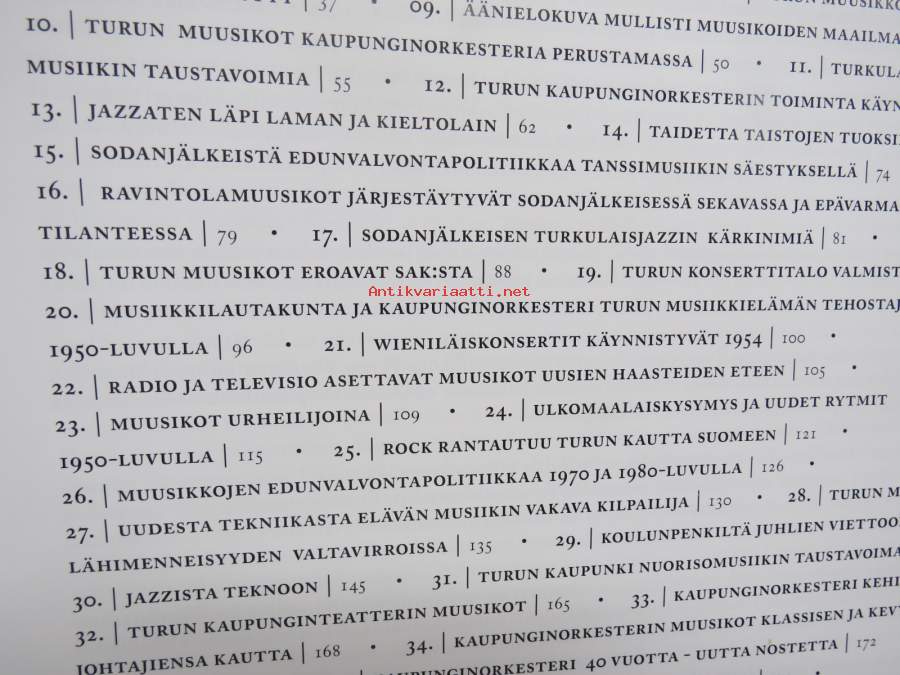 37 • 09. | ÄÄNIELOKUVA MULLISTI MUUSIKOIDEN MAAILMA
10. | TURUN MUUSIKOT KAUPUNGINORKESTERIA PERUSTAMASSA | 50 • 11. | TURKULA
MUSIIKIN TAUSTAVOIMIA | 55 • 12. | TURUN KAUPUNGINORKESTERIN TOIMINTA KÄYN
13. | JAZZATEN LÄPI LAMAN JA KIELTOLAIN | 62 • 14. | TAIDETTA TAISTOJEN TUOKSI
15. | SODANJÄLKEISTÄ EDUNVALVONTAPOLITIIKKAA TANSSIMUSIIKIN SÄESTYKSELLÄ | 74
16. | RAVINTOLAMUUSIKOT JÄRJESTÄYTYVÄT SODANJÄLKEISESSÄ SEKAVASSA JA EPÄVARMA
TILANTEESSA | 79 • 17. | SODANJÄLKEISEN TURKULAISJAZZIN KÄRKINIMIÄ | 81 •
18. | TURUN MUUSIKOT EROAVAT SAK:STA | 88 • 19. | TURUN KONSERTTITALO VALMIST
Antikvariaatti.net
20. | MUSIIKKILAUTAKUNTA JA KAUPUNGINORKESTERI TURUN MUSIIKKIELÄMÄN TEHOSTAJ
1950-LUVULLA | 96 • 21. | WIENILÄISKONSERTIT KÄYNNISTYVÄT 1954 | 100 •
22. | RADIO JA TELEVISIO ASETTAVAT MUUSIKOT UUSIEN HAASTEIDEN ETEEN | 105 •
23. | MUUSIKOT URHEILIJOINA | 109 • 24. | ULKOMAALAISKYSYMYS JA UUDET RYTMIT
1950-LUVULLA | 115 • 25. | ROCK RANTAUTUU TURUN KAUTTA SUOMEEN | 121 •
26. | MUUSIKKOJEN EDUNVALVONTAPOLITIIKKAA 1970 JA 1980-LUVULLA | 126 •
27. | UUDESTA TEKNIIKASTA ELÄVÄN MUSIIKIN VAKAVA KILPAILIJA | 130 • 28. | TURUN M
LÄHIMENNEISYYDEN VALTAVIRROISSA | 135 • 29. | KOULUNPENKILTÄ JUHLIEN VIETTOO
30. | JAZZISTA TEKNOON | 145 • 31. | TURUN KAUPUNKI NUORISOMUSIIKIN TAUSTAVOIMA
32. | TURUN KAUPUNGINTEATTERIN MUUSIKOT | 165 • 33. | KAUPUNGINORKESTERI KEHI
JOHTAJIENSA KAUTTA | 168 • 34. | KAUPUNGINORKESTERIN MUUSIKOT KLASSISEN JA KEV
UNGINORKESTERI 40 VUOTTA – UUTTA NOSTETTA | 172